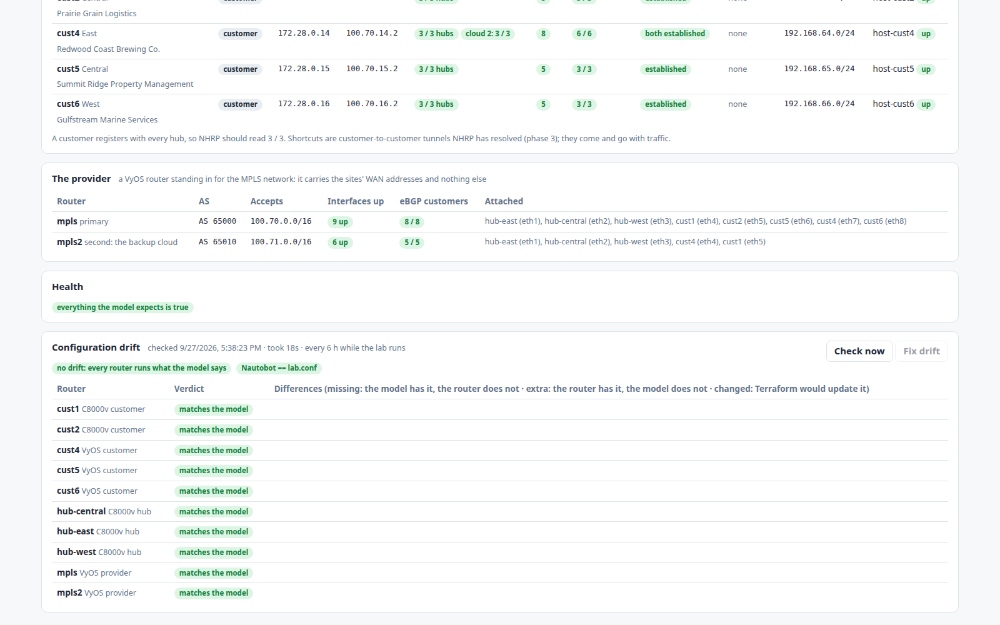 Prairie Grain Logistics
cust4 East customer 172.28.0.14 100.70.14.2 3 / 3 hubs cloud 2: 3 / 3 8 6 / 6 both established none 192.168.64.0/24 host-cust4 up
Redwood Coast Brewing Co.
cust5 Central customer 172.28.0.15 100.70.15.2 3 / 3 hubs 5 3 / 3 established none 192.168.65.0/24 host-cust5 up
Summit Ridge Property Management
cust6 West customer 172.28.0.16 100.70.16.2 3 / 3 hubs 5 3 / 3 established none 192.168.66.0/24 host-cust6 up
Gulfstream Marine Services
A customer registers with every hub, so NHRP should read 3 / 3. Shortcuts are customer-to-customer tunnels NHRP has resolved (phase 3); they come and go with traffic.
The provider a VyOS router standing in for the MPLS network: it carries the sites' WAN addresses and nothing else
Router AS Accepts Interfaces up eBGP customers Attached
mpls primary AS 65000 100.70.0.0/16 9 up 8 / 8 hub-east (eth1), hub-central (eth2), hub-west (eth3), cust1 (eth4), cust2 (eth5), cust5 (eth6), cust4 (eth7), cust6 (eth8)
mpls2 second: the backup cloud AS 65010 100.71.0.0/16 6 up 5 / 5 hub-east (eth1), hub-central (eth2), hub-west (eth3), cust4 (eth4), cust1 (eth5)
Health
everything the model expects is true
Configuration drift checked 9/27/2026, 5:38:23 PM · took 18s · every 6 h while the lab runs Check now Fix drift
no drift: every router runs what the model says Nautobot == lab.conf
Router Verdict Differences (missing: the model has it, the router does not · extra: the router has it, the model does not · changed: Terraform would update it)
cust1 C8000v customer matches the model
cust2 C8000v customer matches the model
cust4 VyOS customer matches the model
cust5 VyOS customer matches the model
cust6 VyOS customer matches the model
hub-central C8000v hub matches the model
hub-east C8000v hub matches the model
hub-west C8000v hub matches the model
mpls VyOS provider matches the model
mpls2 VyOS provider matches the model